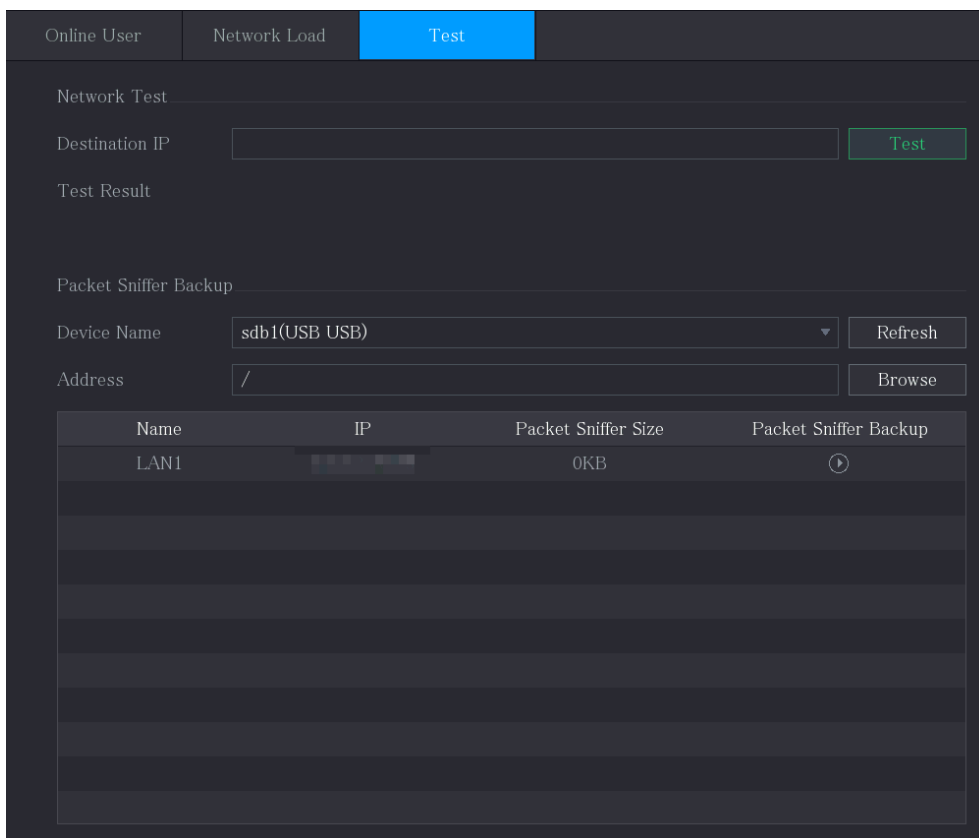 Online User Network Load Test
Network Test
Destination IP Test
Test Result
Packet Sniffer Backup
Device Name sdb1(USB USB) Refresh
Address / Browse
Name IP Packet Sniffer Size Packet Sniffer Backup
LAN1 0KB